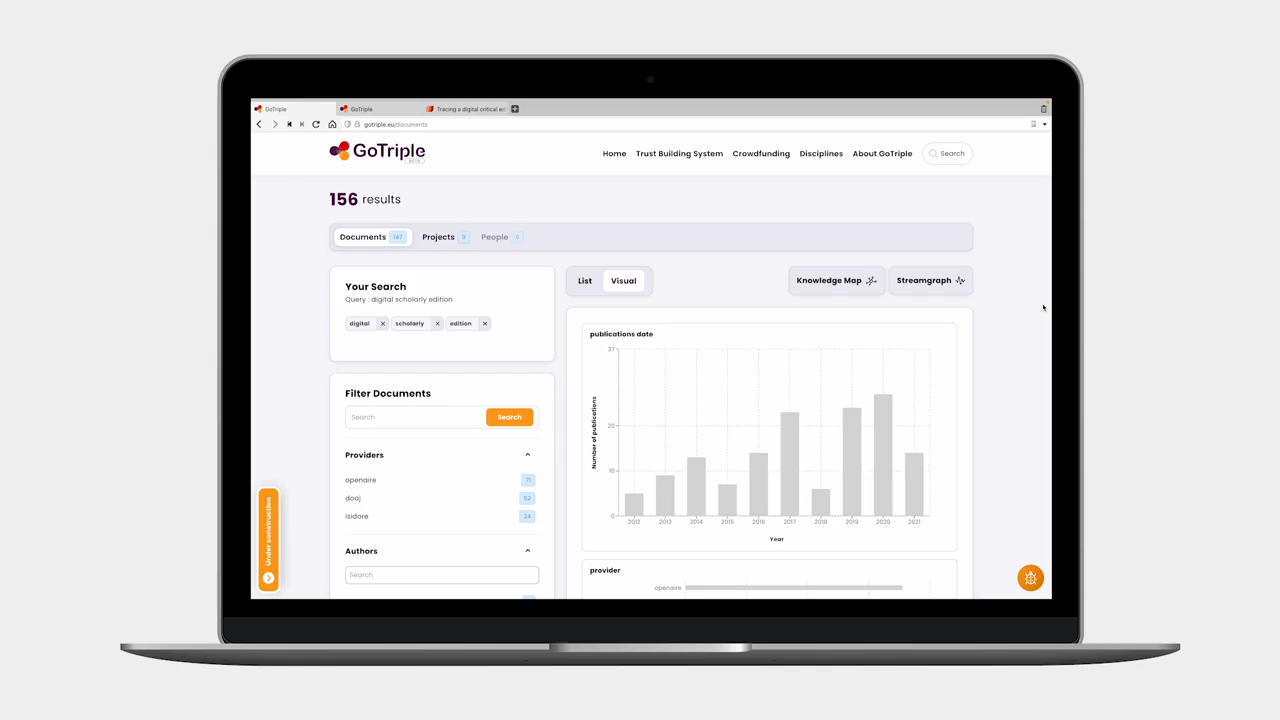 GoTriple
GoTriple
Tracing a digital critical ed
gotriple.eu/documents
GoTriple
BETA
Home
Trust Building System
Crowdfunding
Disciplines
About GoTriple
Search
156 results
Documents 147
Projects 9
People 0
Your Search
Query : digital scholarly edition
digital ×
scholarly ×
edition ×
List
Visual
Knowledge Map
Streamgraph
Filter Documents
Search
Search
Providers
openaire 71
doaj 52
isidore 24
Authors
Search
Under construction
publications date
Number of publications
37
20
10
0
2012 2013 2014 2015 2016 2017 2018 2019 2020 2021
Year
provider
openaire